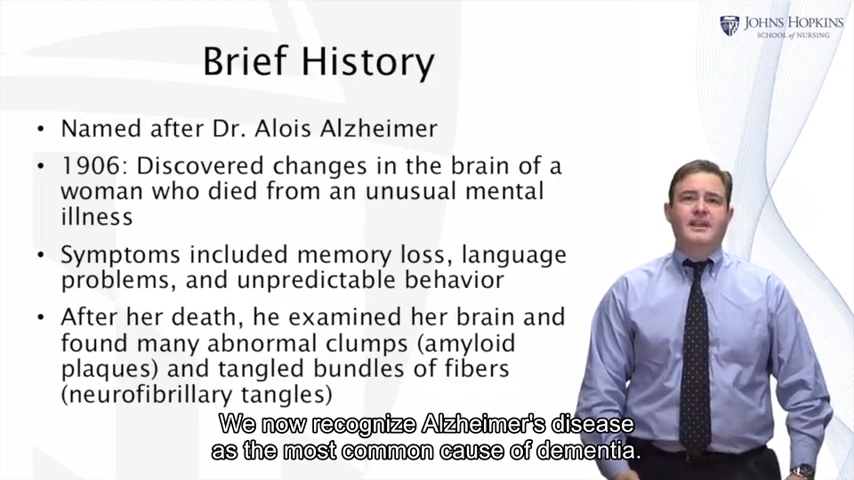 JOHNS HOPKINS
SCHOOL of NURSING
Brief History
• Named after Dr. Alois Alzheimer
• 1906: Discovered changes in the brain of a
woman who died from an unusual mental
illness
• Symptoms included memory loss, language
problems, and unpredictable behavior
• After her death, he examined her brain and
found many abnormal clumps (amyloid
plaques) and tangled bundles of fibers
(neurofibrillary tangles)
We now recognize Alzheimer's disease
as the most common cause of dementia.